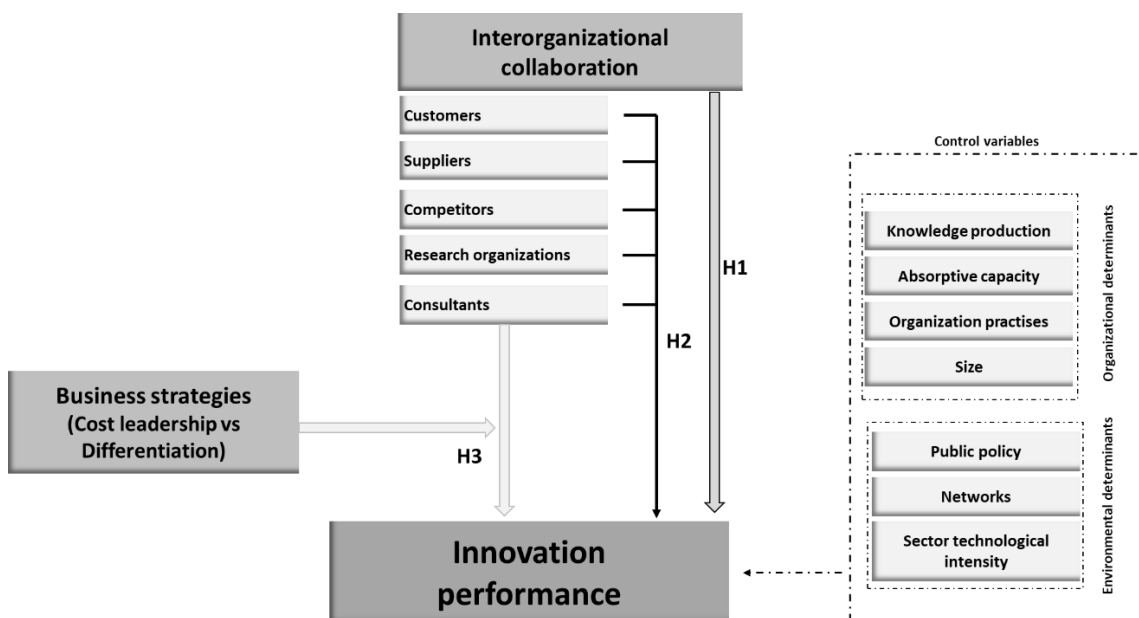 Interorganizational
collaboration
Customers
Suppliers
Competitors
Research organizations
Consultants
H1
H2
H3
Business strategies
(Cost leadership vs
Differentiation)
Innovation
performance
Control variables
Knowledge production
Absorptive capacity
Organization practises
Size
Organizational determinants
Public policy
Networks
Sector technological
intensity
Environmental determinants